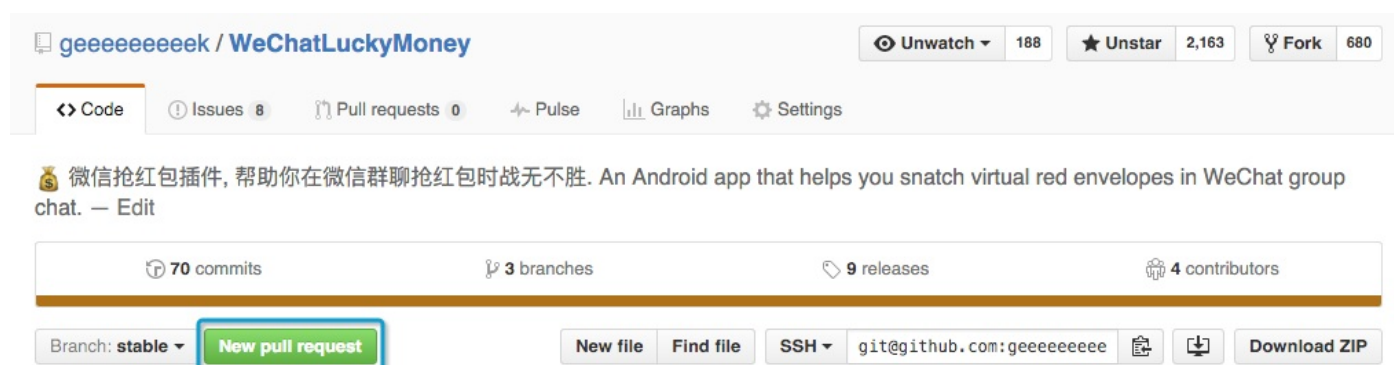 geeeeeeeeek / WeChatLuckyMoney Unwatch 188 Unstar 2,163 Fork 680
Code Issues 8 Pull requests 0 Pulse Graphs Settings
微信抢红包插件, 帮助你在微信群聊抢红包时战无不胜. An Android app that helps you snatch virtual red envelopes in WeChat group
chat. — Edit
70 commits 3 branches 9 releases 4 contributors
Branch: stable New pull request New file Find file SSH git@github.com:geeeeeeeee Download ZIP